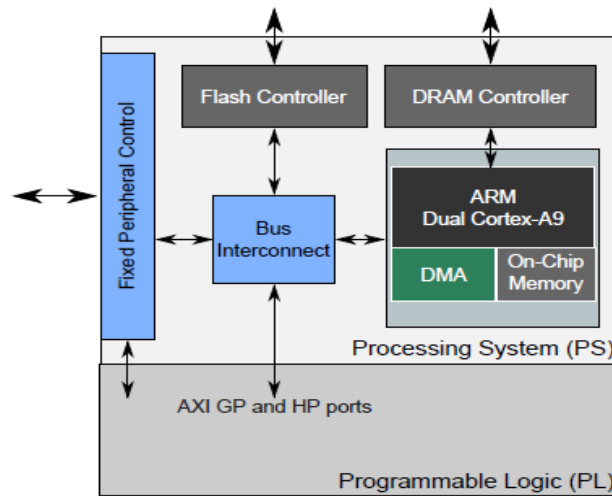 Flash Controller
DRAM Controller
Fixed Peripheral Control
ARM
Dual Cortex-A9
Bus
Interconnect
DMA
On-Chip
Memory
Processing System (PS)
AXI GP and HP ports
Programmable Logic (PL)